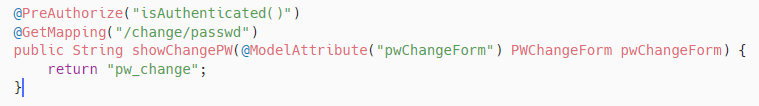 @PreAuthorize("isAuthenticated()")
@GetMapping("/change/passwd")
public String showChangePW(@ModelAttribute("pwChangeForm") PWChangeForm pwChangeForm) {
    return "pw_change";
}